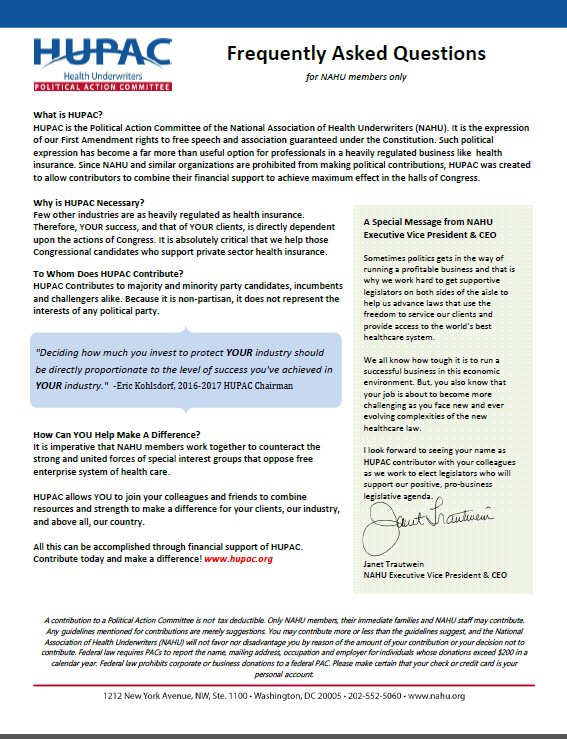 HUPAC
Health Underwriters
POLITICAL ACTION COMMITTEE
Frequently Asked Questions
for NAHU members only
What is HUPAC?
HUPAC is the Political Action Committee of the National Association of Health Underwriters (NAHU). It is the expression
of our First Amendment rights to free speech and association guaranteed under the Constitution. Such political
expression has become a far more than useful option for professionals in a heavily regulated business like health
insurance. Since NAHU and similar organizations are prohibited from making political contributions, HUPAC was created
to allow contributors to combine their financial support to achieve maximum effect in the halls of Congress.
Why is HUPAC Necessary?
Few other industries are as heavily regulated as health insurance.
Therefore, YOUR success, and that of YOUR clients, is directly dependent
upon the actions of Congress. It is absolutely critical that we help those
Congressional candidates who support private sector health insurance.
To Whom Does HUPAC Contribute?
HUPAC Contributes to majority and minority party candidates, incumbents
and challengers alike. Because it is non-partisan, it does not represent the
interests of any political party.
"Deciding how much you invest to protect YOUR industry should
be directly proportionate to the level of success you've achieved in
YOUR industry." -Eric Kohlsdorf, 2016-2017 HUPAC Chairman
How Can YOU Help Make A Difference?
It is imperative that NAHU members work together to counteract the
strong and united forces of special interest groups that oppose free
enterprise system of health care.
HUPAC allows YOU to join your colleagues and friends to combine
resources and strength to make a difference for your clients, our industry,
and above all, our country.
All this can be accomplished through financial support of HUPAC.
Contribute today and make a difference! www.hupac.org
A Special Message from NAHU
Executive Vice President & CEO
Sometimes politics gets in the way of
running a profitable business and that is
why we work hard to get supportive
legislators on both sides of the aisle to
help us advance laws that use the
freedom to service our clients and
provide access to the world's best
healthcare system.
We all know how tough it is to run a
successful business in this economic
environment. But, you also know that
your job is about to become more
challenging as you face new and ever
evolving complexities of the new
healthcare law.
I look forward to seeing your name as
HUPAC contributor with your colleagues
as we work to elect legislators who will
support our positive, pro-business
legislative agenda.
Janet Trautwein
Janet Trautwein
NAHU Executive Vice President & CEO
A contribution to a Political Action Committee is not tax deductible. Only NAHU members, their immediate families and NAHU staff may contribute.
Any guidelines mentioned for contributions are merely suggestions. You may contribute more or less than the guidelines suggest, and the National
Association of Health Underwriters (NAHU) will not favor nor disadvantage you by reason of the amount of your contribution or your decision not to
contribute. Federal law requires PACs to report the name, mailing address, occupation and employer for individuals whose donations exceed $200 in a
calendar year. Federal law prohibits corporate or business donations to a federal PAC. Please make certain that your check or credit card is your
personal account.
1212 New York Avenue, NW, Ste. 1100 • Washington, DC 20005 • 202-552-5060 • www.nahu.org